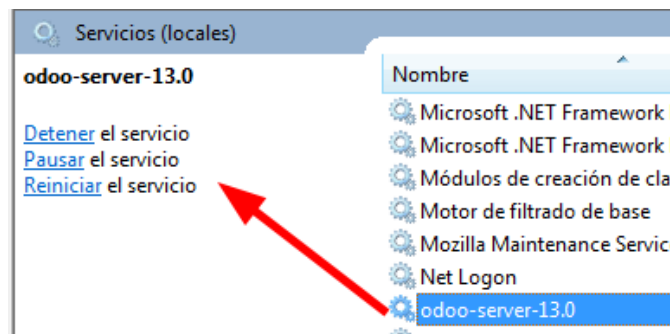 Servicios (locales)
odoo-server-13.0
Detener el servicio
Pausar el servicio
Reiniciar el servicio
Nombre
Microsoft .NET Framework
Microsoft .NET Framework
Módulos de creación de cla
Motor de filtrado de base
Mozilla Maintenance Servic
Net Logon
odoo-server-13.0